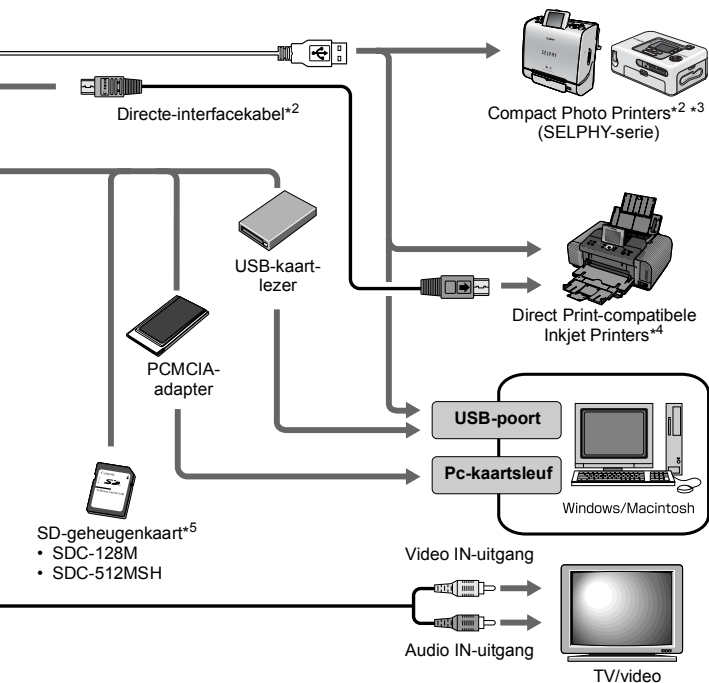 Directe-interfacekabel*2
Compact Photo Printers*2 *3
(SELPHY-serie)
USB-kaart-
lezer
Direct Print-compatibele
Inkjet Printers*4
PCMCIA-
adapter
USB-poort
Pc-kaartsleuf
Windows/Macintosh
SD-geheugenkaart*5
• SDC-128M
• SDC-512MSH
Video IN-uitgang
Audio IN-uitgang
TV/video